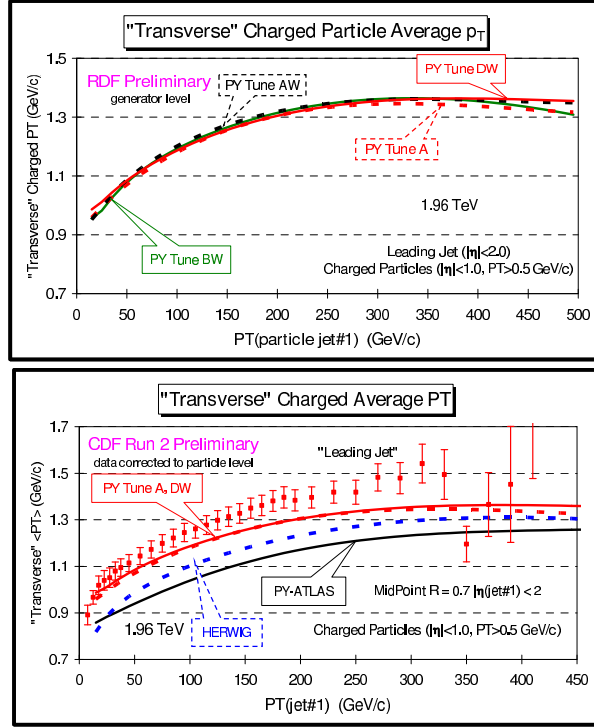 "Transverse" Charged Particle Average pT
RDF Preliminary
generator level
PY Tune AW
PY Tune DW
PY Tune A
PY Tune BW
1.96 TeV
Leading Jet (|η|<2.0)
Charged Particles (|η|<1.0, PT>0.5 GeV/c)
"Transverse" Charged PT (GeV/c)
1.5
1.3
1.1
0.9
0.7
0 50 100 150 200 250 300 350 400 450 500
PT(particle jet#1) (GeV/c)
"Transverse" Charged Average PT
CDF Run 2 Preliminary
data corrected to particle level
"Leading Jet"
PY Tune A, DW
PY-ATLAS
HERWIG
1.96 TeV
MidPoint R = 0.7 |η(jet#1) < 2
Charged Particles (|η|<1.0, PT>0.5 GeV/c)
"Transverse" <PT> (GeV/c)
1.7
1.5
1.3
1.1
0.9
0.7
0 50 100 150 200 250 300 350 400 450
PT(jet#1) (GeV/c)